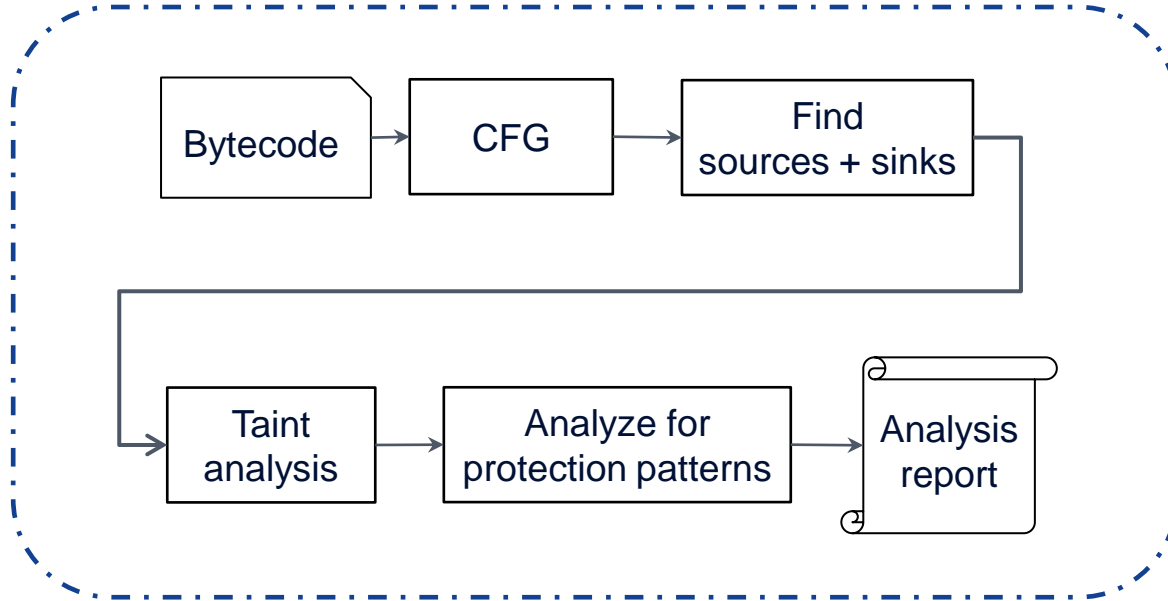 Bytecode
CFG
Find
sources + sinks
Taint
analysis
Analyze for
protection patterns
Analysis
report